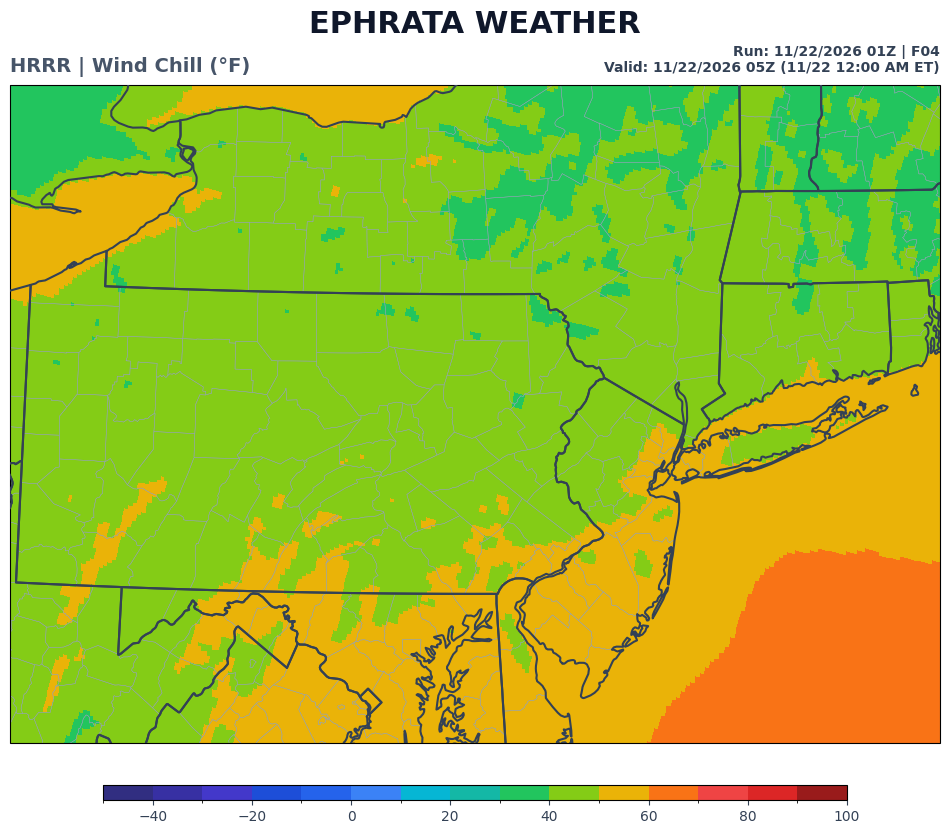 EPHRATA WEATHER
HRRR | Wind Chill (°F)
Run: 11/22/2026 01Z | F04
Valid: 11/22/2026 05Z (11/22 12:00 AM ET)
−40 −20 0 20 40 60 80 100